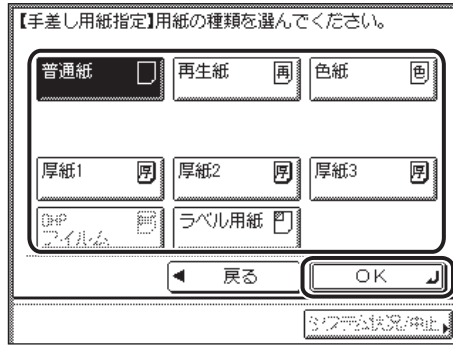 【手差し用紙指定】用紙の種類を選んでください。
普通紙 再生紙 再 色紙 色
厚紙1 厚 厚紙2 厚 厚紙3 厚
OHP
フィルム ラベル用紙
戻る OK
システム状況/中止